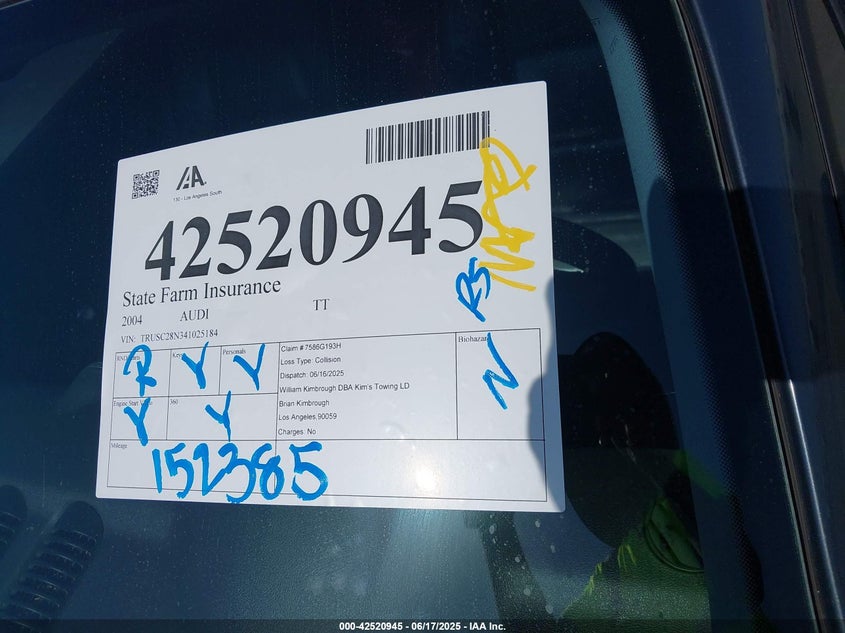 IAA.
130 - Los Angeles South
42520945
State Farm Insurance
2004 AUDI TT
VIN: TRUSC28N341025184
Keys Personals
R Y Y
Claim # 7586G193H
Loss Type: Collision
Dispatch: 06/16/2025
William Kimbrough DBA Kim's Towing LD
Brian Kimbrough
Los Angeles,90059
Charges: No
Biohazard
N
Engine Start 360
Y Y
Mileage
152385
000-42520945 - 06/17/2025 - IAA Inc.